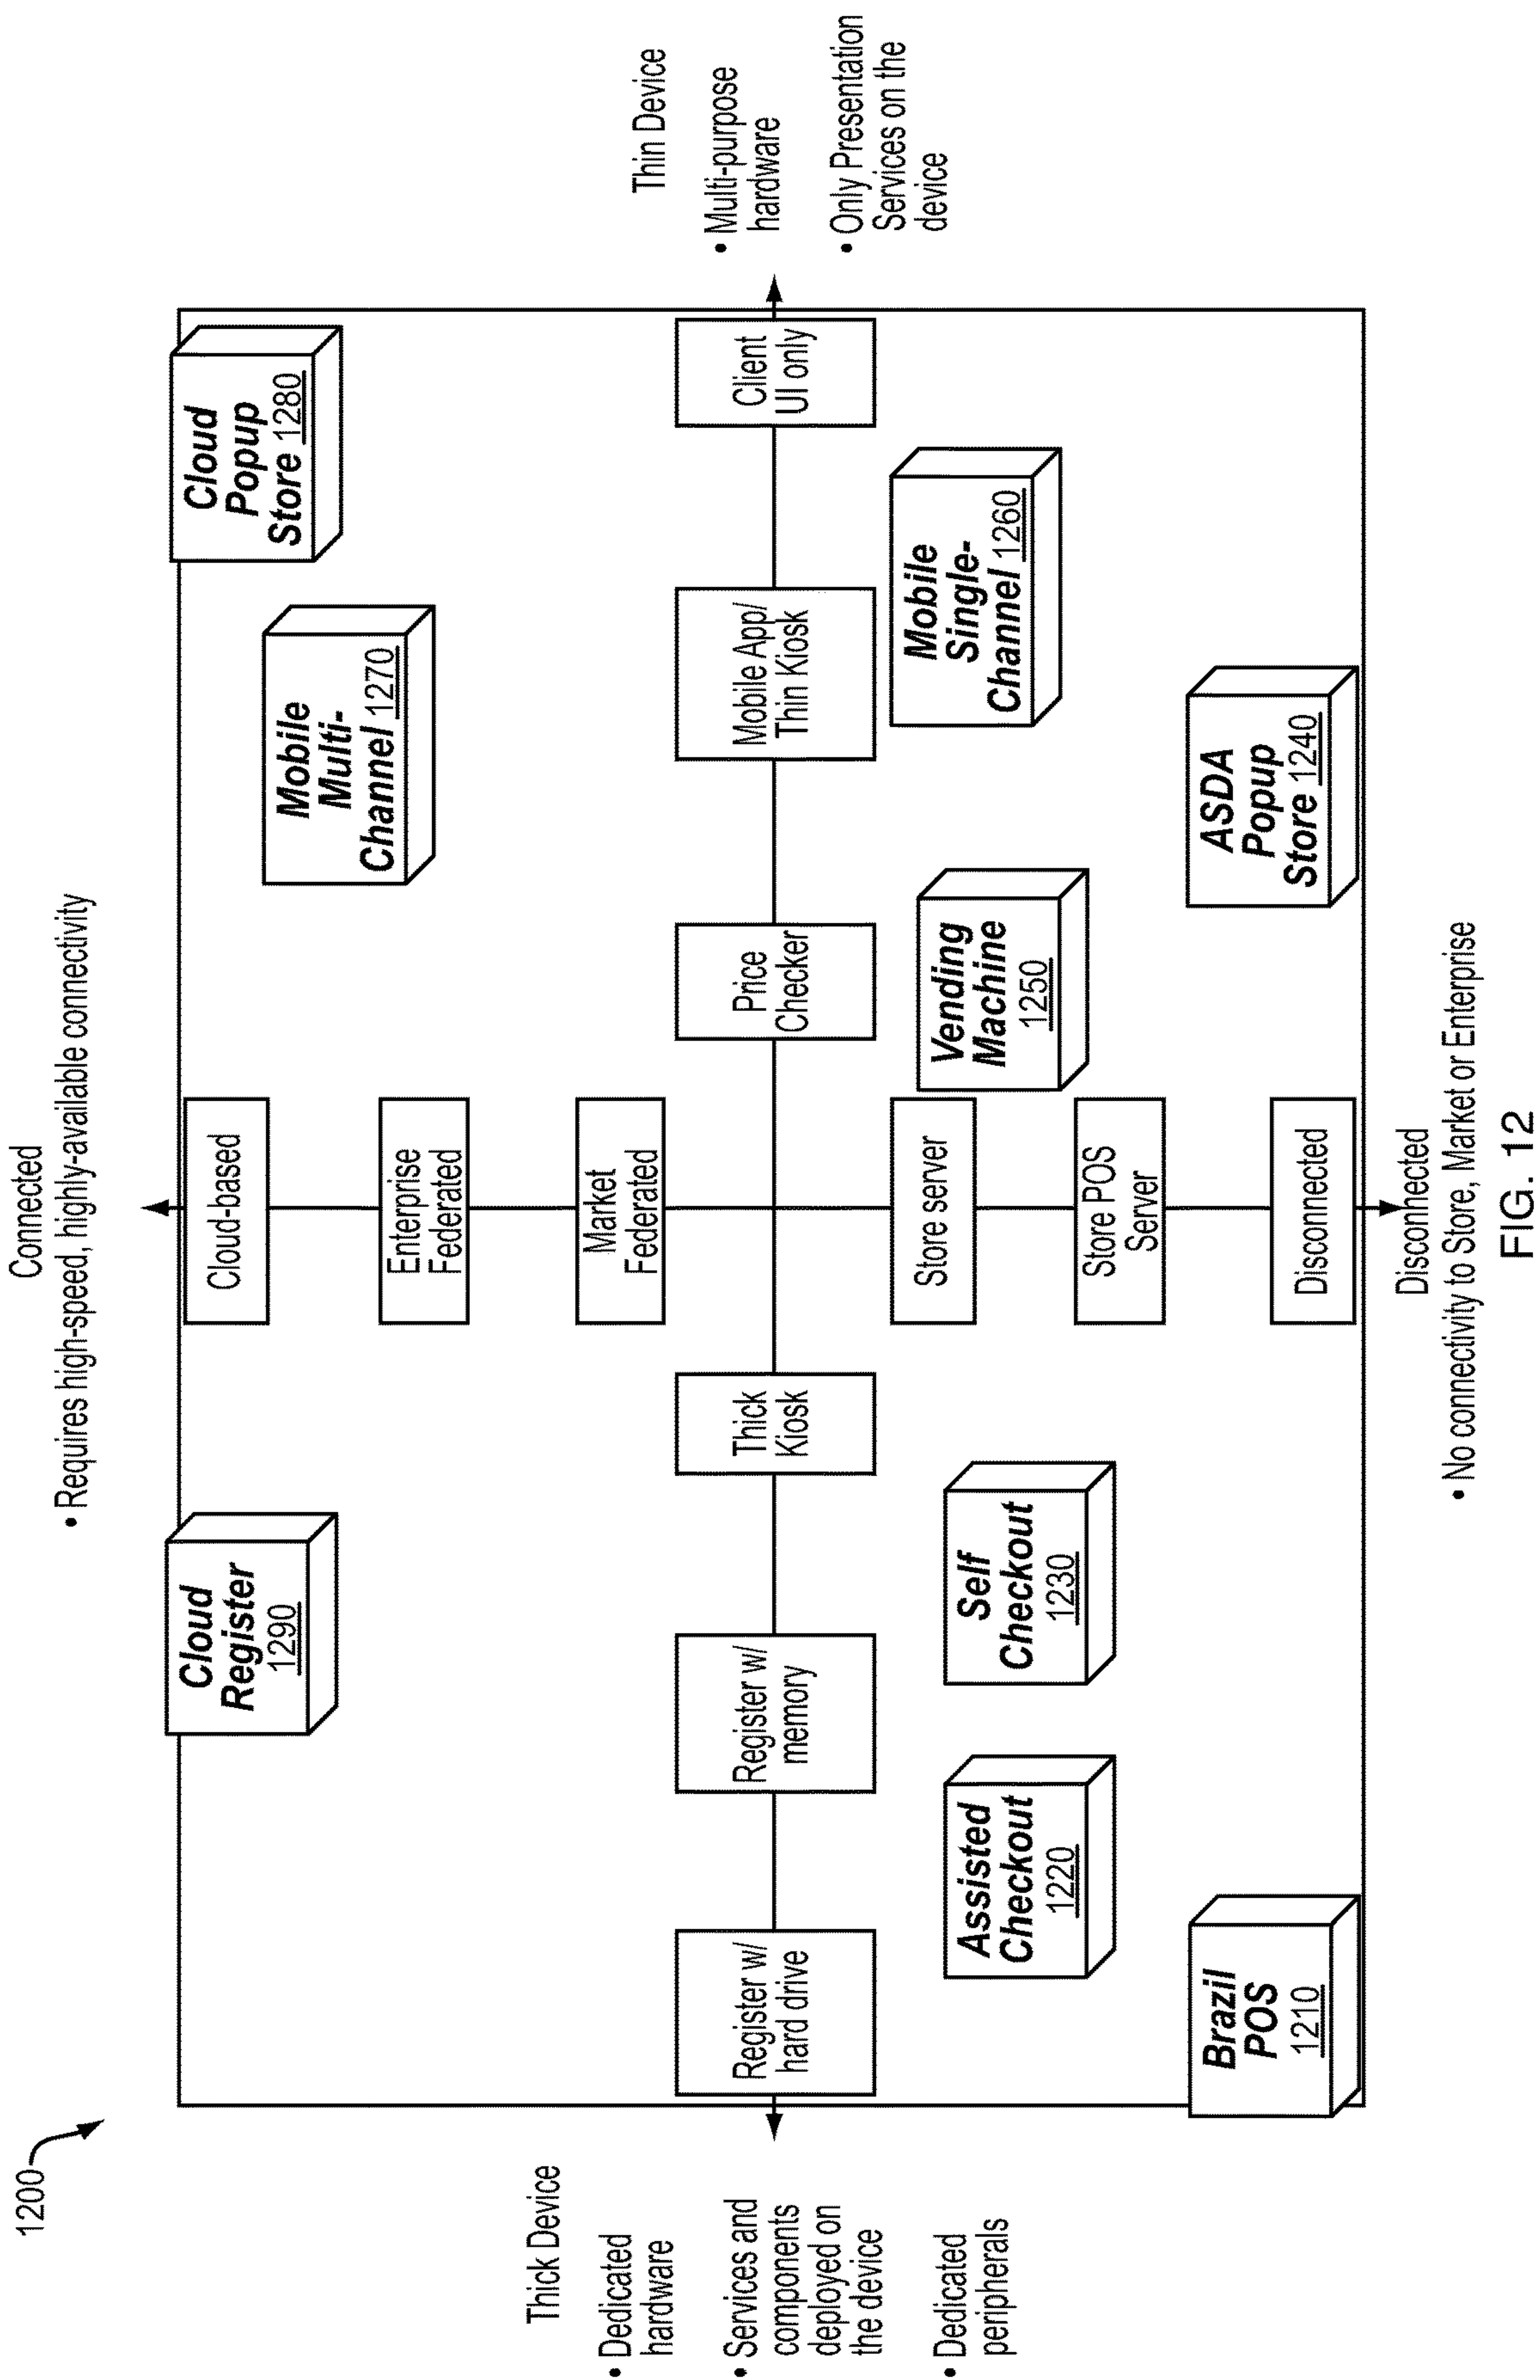 1200
Connected
• Requires high-speed, highly-available connectivity
Thick Device
• Dedicated
hardware
• Services and
components
deployed on
the device
• Dedicated
peripherals
Thin Device
• Multi-purpose
hardware
• Only Presentation
Services on the
device
Cloud
Register
1290
Cloud
Popup
Store 1280
Mobile
Multi-
Channel 1270
Cloud-based
Enterprise
Federated
Market
Federated
Register w/
hard drive
Register w/
memory
Thick
Kiosk
Price
Checker
Mobile App/
Thin Kiosk
Client
UI only
Store server
Store POS
Server
Disconnected
Assisted
Checkout
1220
Self
Checkout
1230
Vending
Machine
1250
Mobile
Single-
Channel 1260
Brazil
POS
1210
ASDA
Popup
Store 1240
Disconnected
• No connectivity to Store, Market or Enterprise
FIG. 12